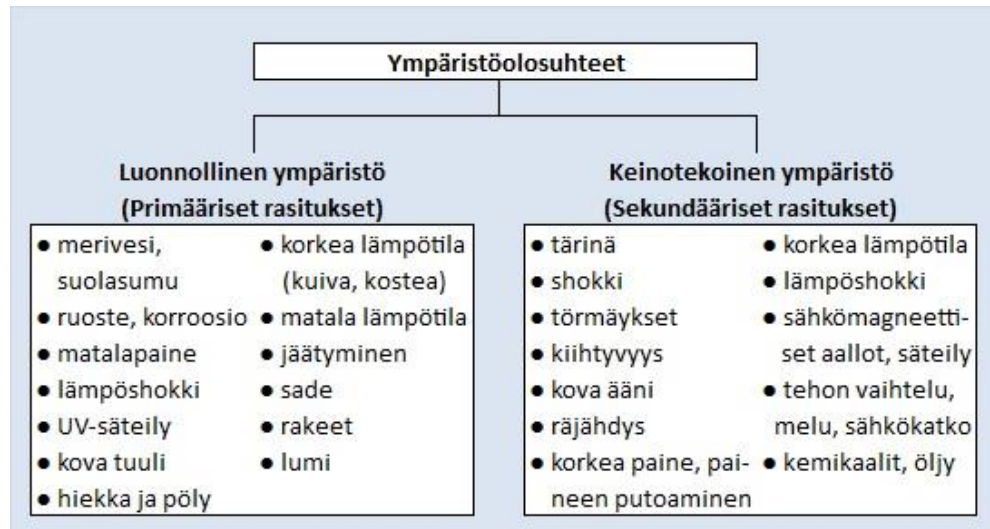 Ympäristöolosuhteet
Luonnollinen ympäristö
(Primääriset rasitukset)
● merivesi,
suolasumu
● ruoste, korroosio
● matalapaine
● lämpöshokki
● UV-säteily
● kova tuuli
● hiekka ja pöly
● korkea lämpötila
(kuiva, kostea)
● matala lämpötila
● jäätyminen
● sade
● rakeet
● lumi
Keinotekoinen ympäristö
(Sekundääriset rasitukset)
● tärinä
● shokki
● törmäykset
● kiihtyvyys
● kova ääni
● räjähdys
● korkea paine, pai-
neen putoaminen
● korkea lämpötila
● lämpöshokki
● sähkömagneetti-
set aallot, säteily
● tehon vaihtelu,
melu, sähkökatko
● kemikaalit, öljy